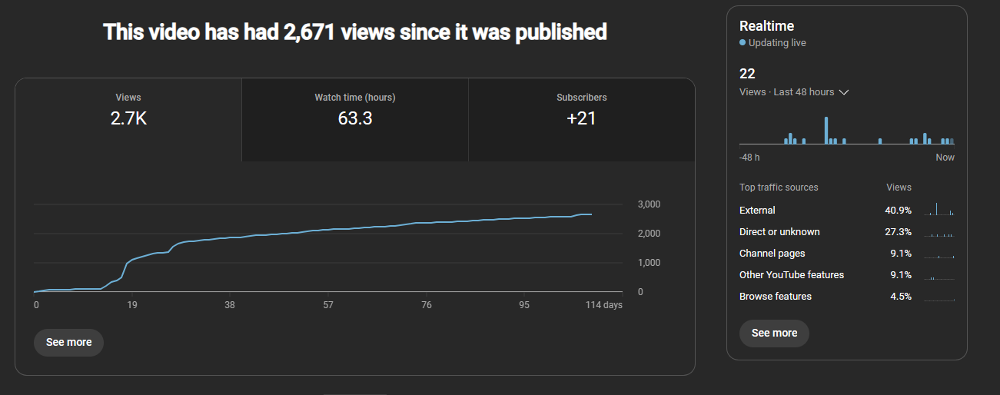 This video has had 2,671 views since it was published
Views
2.7K
Watch time (hours)
63.3
Subscribers
+21
3,000
2,000
1,000
0
0 19 38 57 76 95 114 days
See more
Realtime
Updating live
22
Views · Last 48 hours
-48 h Now
Top traffic sources Views
External 40.9%
Direct or unknown 27.3%
Channel pages 9.1%
Other YouTube features 9.1%
Browse features 4.5%
See more